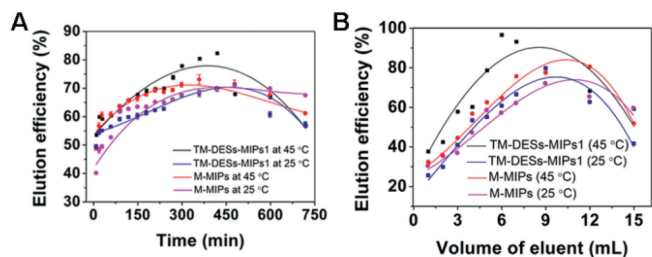 A
Elution efficiency (%)
90
80
70
60
50
40
30
TM-DESs-MIPs1 at 45 °C
TM-DESs-MIPs1 at 25 °C
M-MIPs at 45 °C
M-MIPs at 25 °C
0 150 300 450 600 750
Time (min)
B
Elution efficiency (%)
100
80
60
40
20
TM-DESs-MIPs1 (45 °C)
TM-DESs-MIPs1 (25 °C)
M-MIPs (45 °C)
M-MIPs (25 °C)
0 3 6 9 12 15
Volume of eluent (mL)